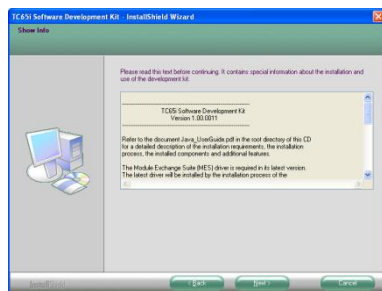 TC65i Software Development Kit - InstallShield Wizard
Show Info
Please read this text before continuing. It contains special information about the installation and
use of the development kit.
TC65i Software Development Kit
Version 1.00.0011
Refer to the document Java_UserGuide.pdf in the root directory of this CD
for a detailed description of the installation requirements, the installation
process, the installed components and additional features.
The Module Exchange Suite (MES) driver is required in its latest version.
The latest driver will be installed by the installation process of the
InstallShield
< Back
Next >
Cancel